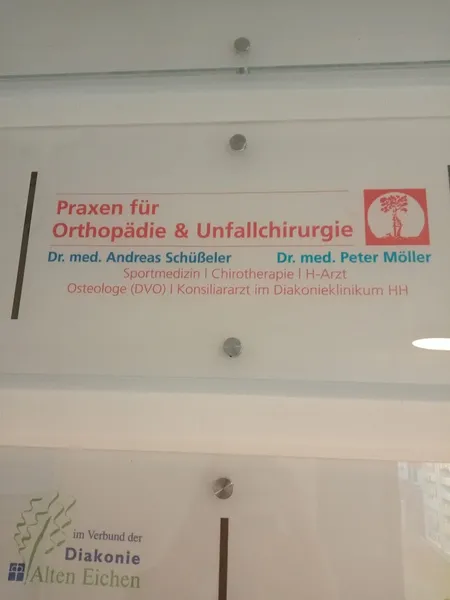 Praxen für
Orthopädie & Unfallchirurgie
Dr. med. Andreas Schüßeler Dr. med. Peter Möller
Sportmedizin | Chirotherapie | H-Arzt
Osteologe (DVO) | Konsiliararzt im Diakonieklinikum HH
im Verbund der
Diakonie
Alten Eichen